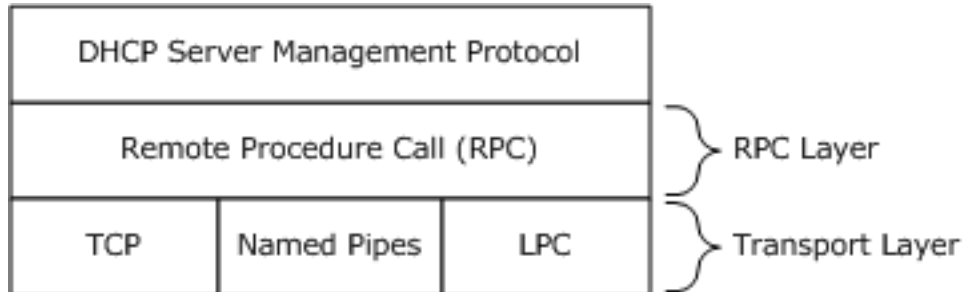 DHCP Server Management Protocol
Remote Procedure Call (RPC)
RPC Layer
TCP
Named Pipes
LPC
Transport Layer